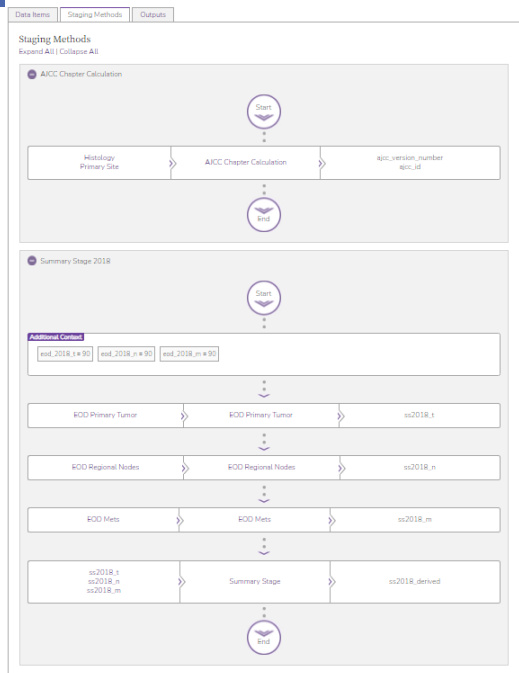 Data Items
Staging Methods
Outputs
Staging Methods
Expand All | Collapse All
AJCC Chapter Calculation
Start
Histology
Primary Site
AJCC Chapter Calculation
ajcc_version_number
ajcc_id
End
Summary Stage 2018
Start
Additional Context
eod_2018_t = 90
eod_2018_n = 90
eod_2018_m = 90
EOD Primary Tumor
EOD Primary Tumor
ss2018_t
EOD Regional Nodes
EOD Regional Nodes
ss2018_n
EOD Mets
EOD Mets
ss2018_m
ss2018_t
ss2018_n
ss2018_m
Summary Stage
ss2018_derived
End